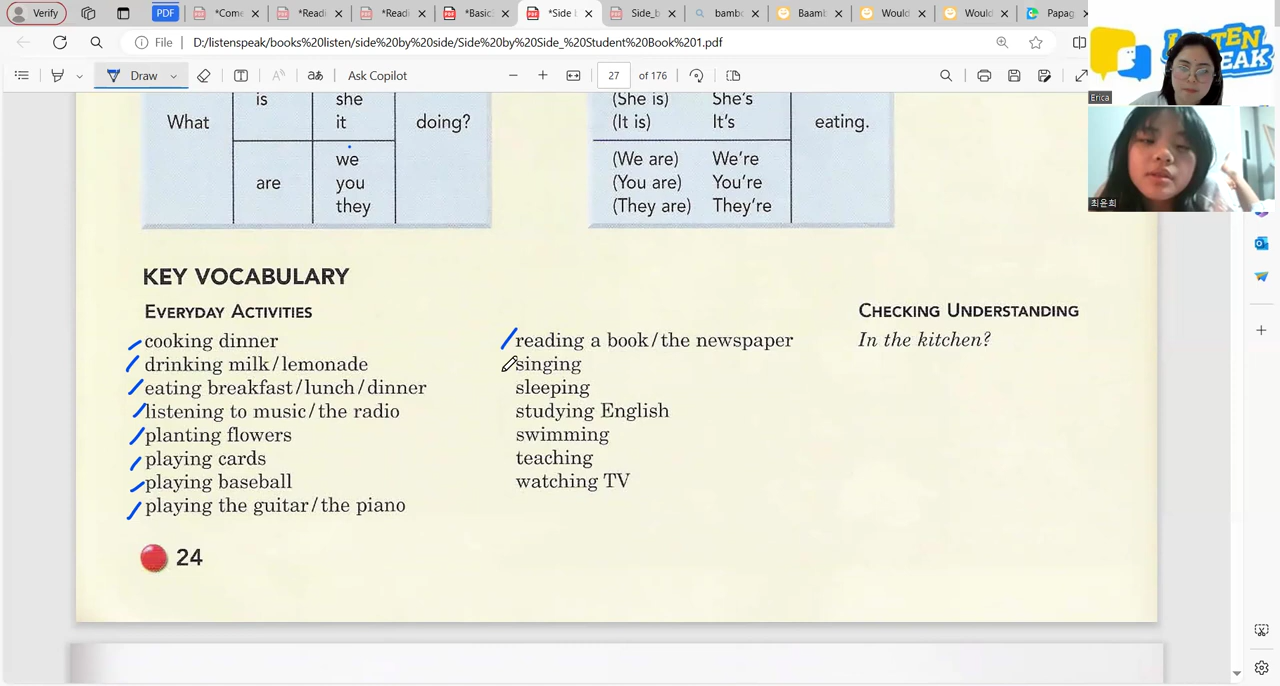 Verify
PDF
*Come
*Readi
*Readi
*Basic
*Side b
Side_b
bambo
Baamb
Would
Would
Papag
File
D:/listenspeak/books%20listen/side%20by%20side/Side%20by%20Side_%20Student%20Book%201.pdf
Draw
Ask Copilot
27 of 176
LISTEN
SPEAK
Erica
최윤희
is she
What it doing?
we
are you
they
(She is) She's
(It is) It's eating.
(We are) We're
(You are) You're
(They are) They're
KEY VOCABULARY
EVERYDAY ACTIVITIES
cooking dinner
drinking milk/lemonade
eating breakfast/lunch/dinner
listening to music/the radio
planting flowers
playing cards
playing baseball
playing the guitar/the piano
reading a book/the newspaper
singing
sleeping
studying English
swimming
teaching
watching TV
CHECKING UNDERSTANDING
In the kitchen?
24